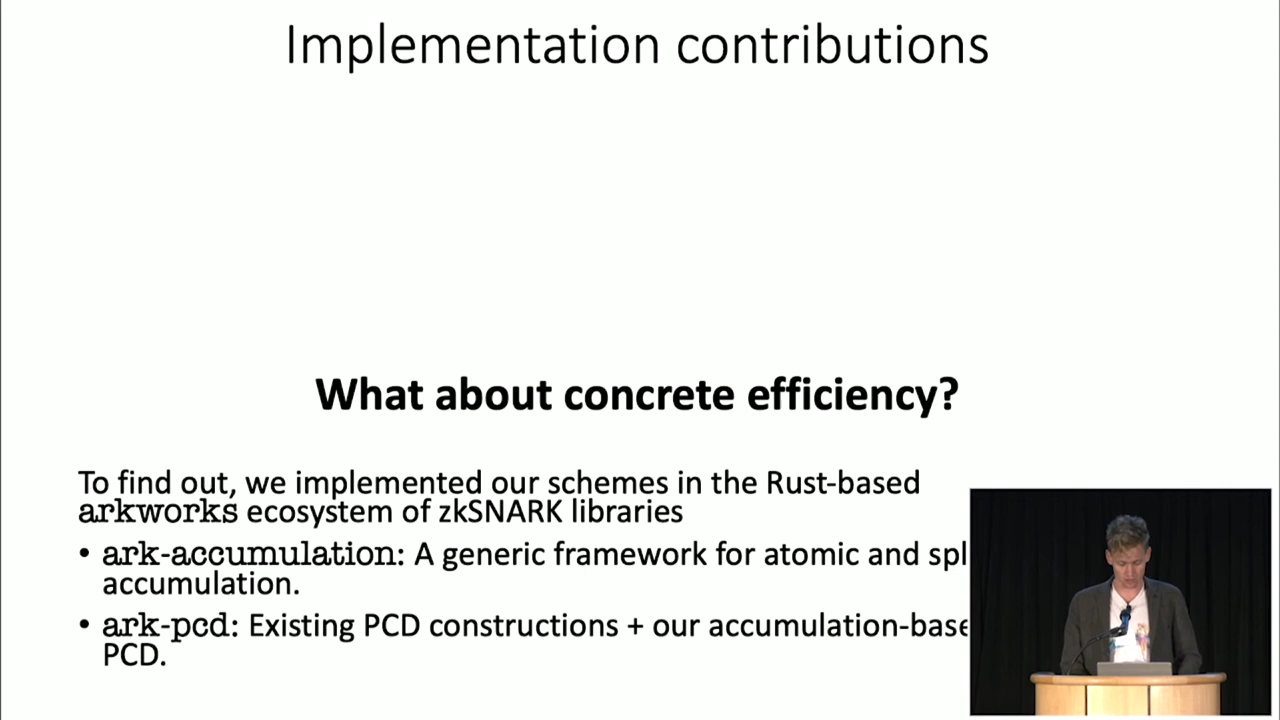 Implementation contributions
What about concrete efficiency?
To find out, we implemented our schemes in the Rust-based
arkworks ecosystem of zkSNARK libraries
• ark-accumulation: A generic framework for atomic and spl
accumulation.
• ark-pcd: Existing PCD constructions + our accumulation-base
PCD.